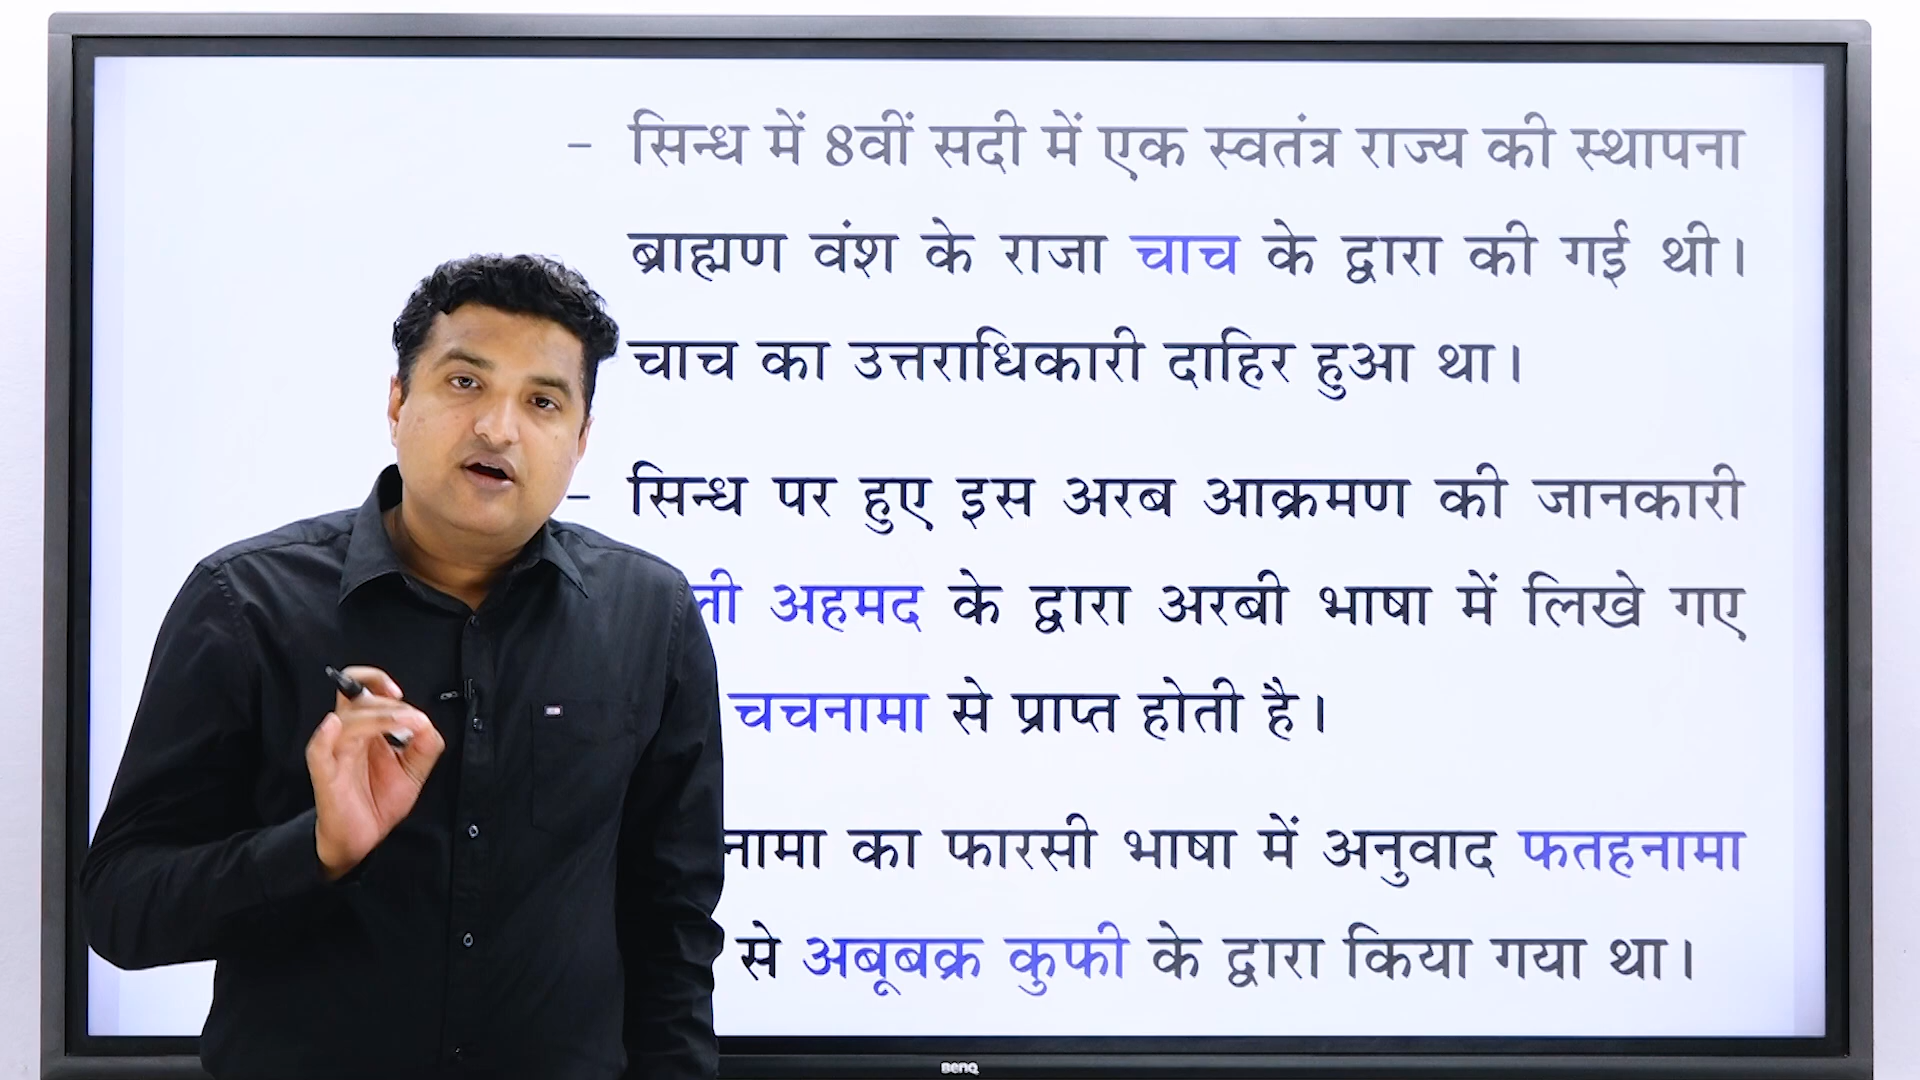 - सिन्ध में 8वीं सदी में एक स्वतंत्र राज्य की स्थापना
ब्राह्मण वंश के राजा चाच के द्वारा की गई थी।
चाच का उत्तराधिकारी दाहिर हुआ था।
- सिन्ध पर हुए इस अरब आक्रमण की जानकारी
अहमद के द्वारा अरबी भाषा में लिखे गए
चचनामा से प्राप्त होती है।
नामा का फारसी भाषा में अनुवाद फतहनामा
से अबूबक्र कुफी के द्वारा किया गया था।
BenQ